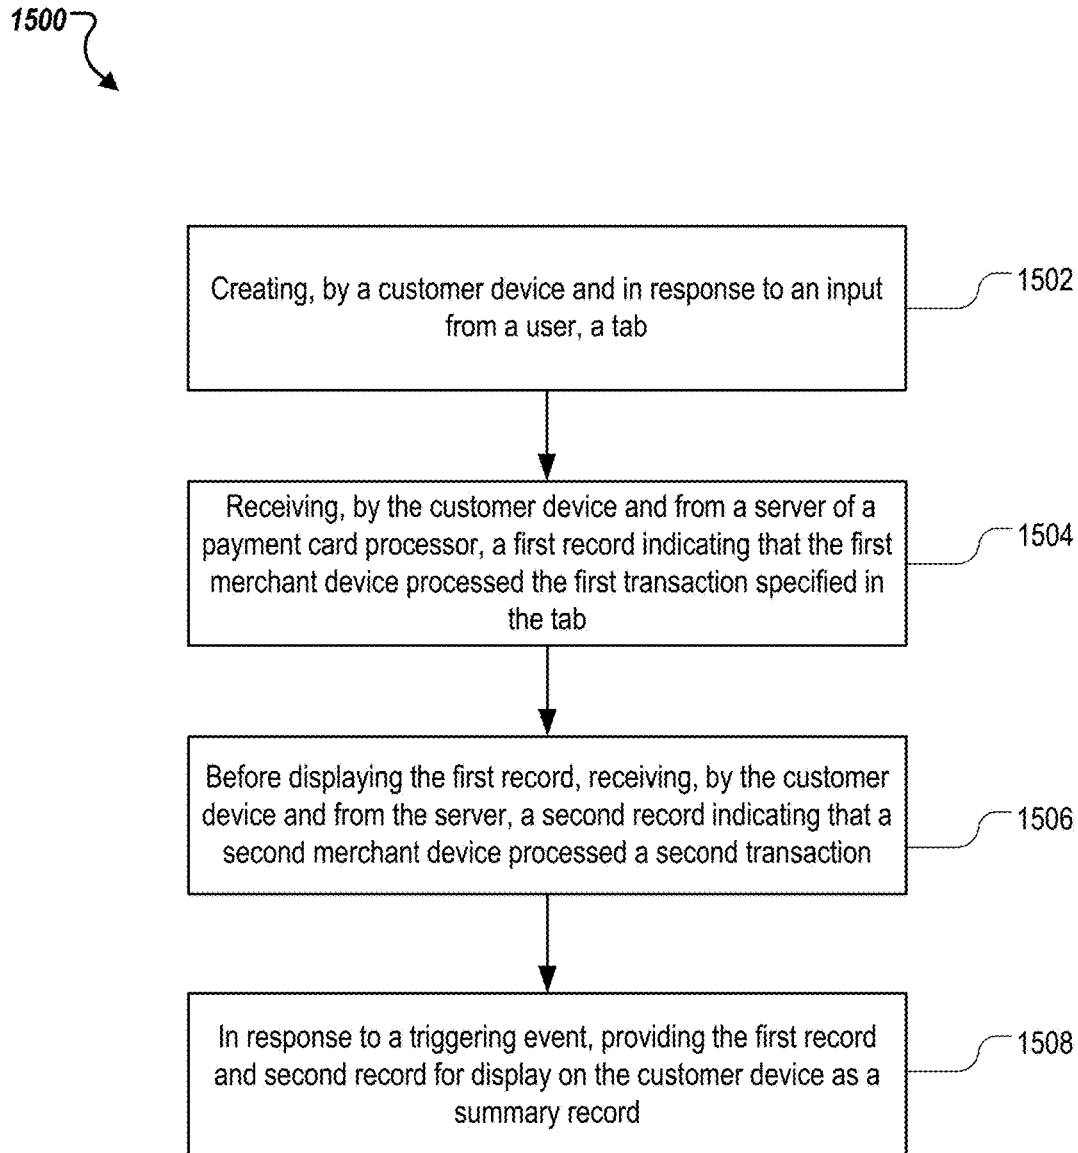 1500
Creating, by a customer device and in response to an input
from a user, a tab
1502
Receiving, by the customer device and from a server of a
payment card processor, a first record indicating that the first
merchant device processed the first transaction specified in
the tab
1504
Before displaying the first record, receiving, by the customer
device and from the server, a second record indicating that a
second merchant device processed a second transaction
1506
In response to a triggering event, providing the first record
and second record for display on the customer device as a
summary record
1508